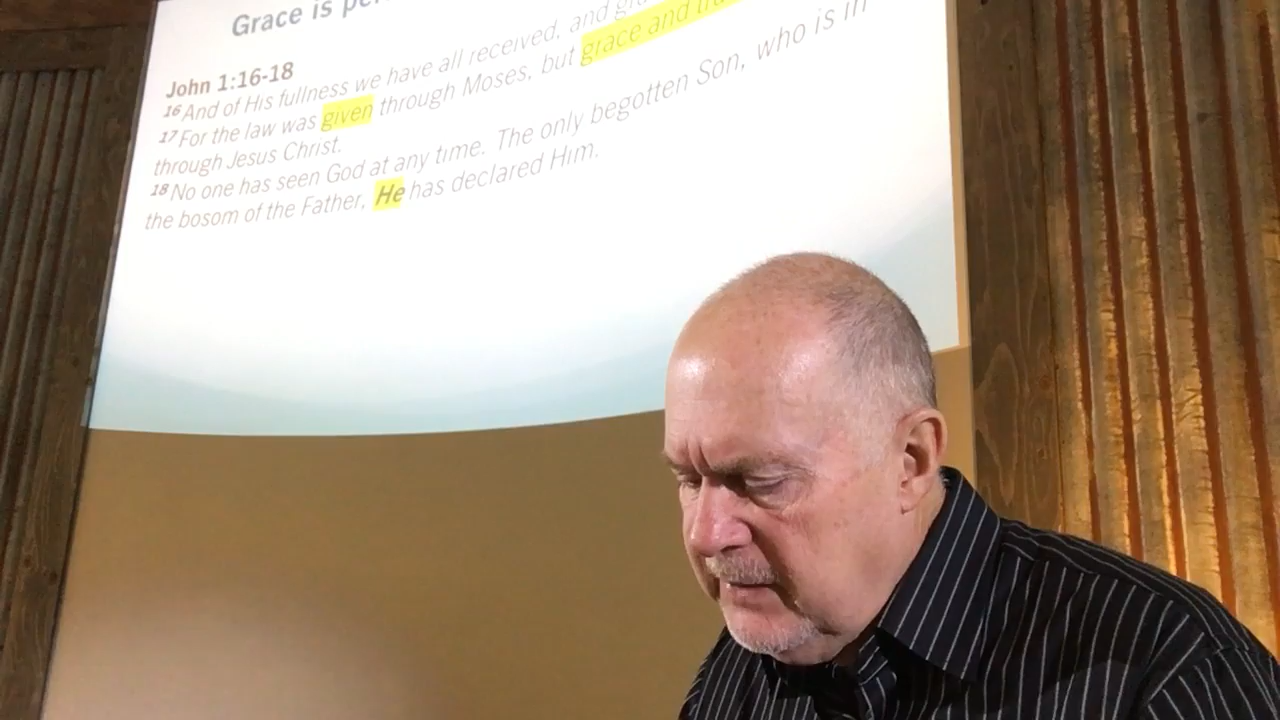 Grace is
John 1:16-18
16 And of His fullness we have all received, and
17 For the law was given through Moses, but grace and
through Jesus Christ.
18 No one has seen God at any time. The only begotten Son, who is in
the bosom of the Father, He has declared Him.